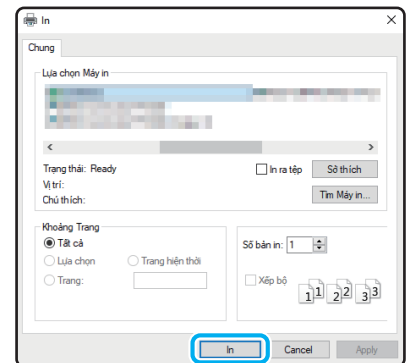 In
Chung
Lựa chọn Máy in
Trạng thái: Ready
In ra tệp
Sở thích
Vị trí:
Chú thích:
Tìm Máy in...
Khoảng Trang
Tất cả
Lựa chọn
Trang hiện thời
Trang:
Số bản in: 1
Xếp bộ
1 1 2 2 3 3
In
Cancel
Apply